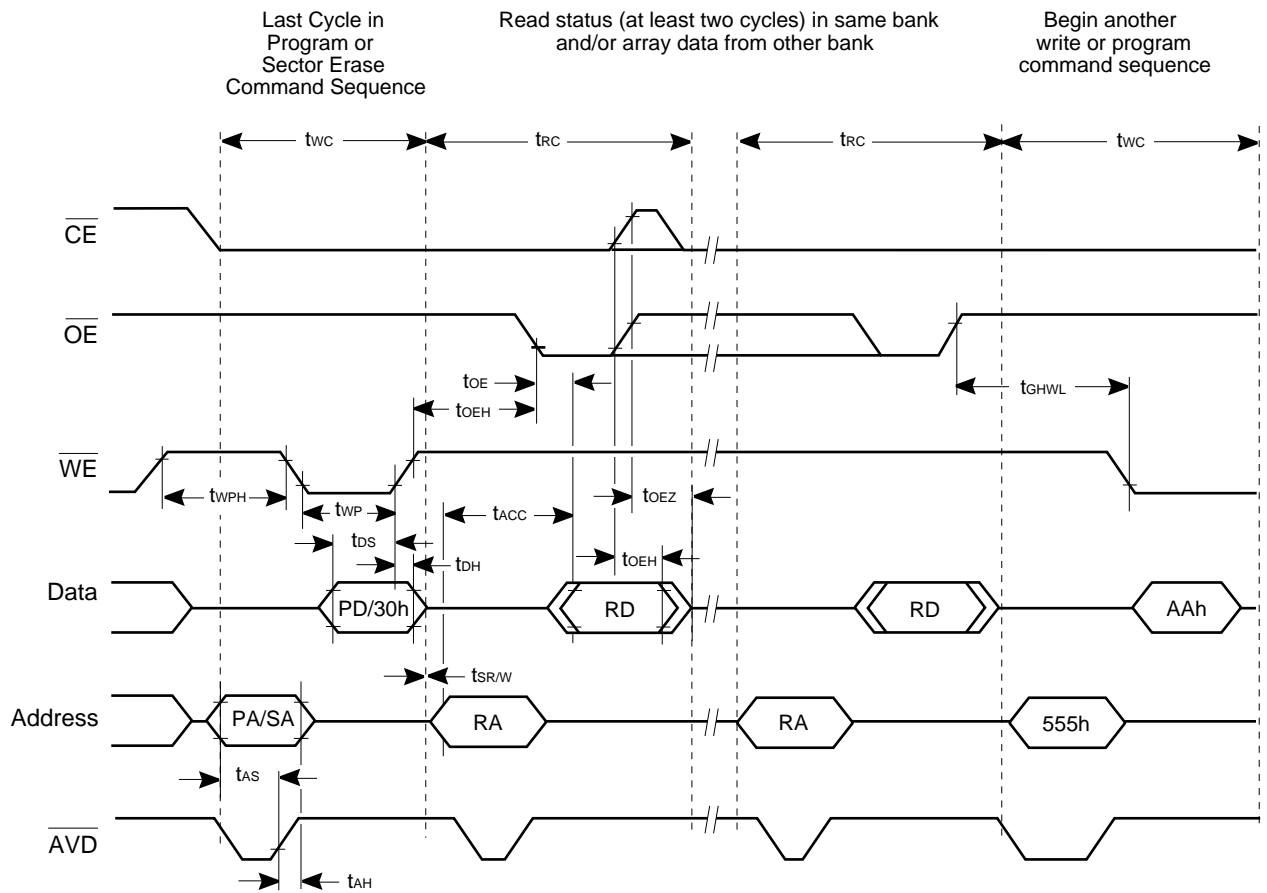 Last Cycle in
Program or
Sector Erase
Command Sequence
Read status (at least two cycles) in same bank
and/or array data from other bank
Begin another
write or program
command sequence
tWC
tRC
tRC
tWC
CE
OE
tOE
tGHWL
tOEH
WE
tWPH
tWP
tACC
tOEZ
tDS
tOEH
tDH
Data
PD/30h
RD
RD
AAh
tSR/W
Address
PA/SA
RA
RA
555h
tAS
AVD
tAH